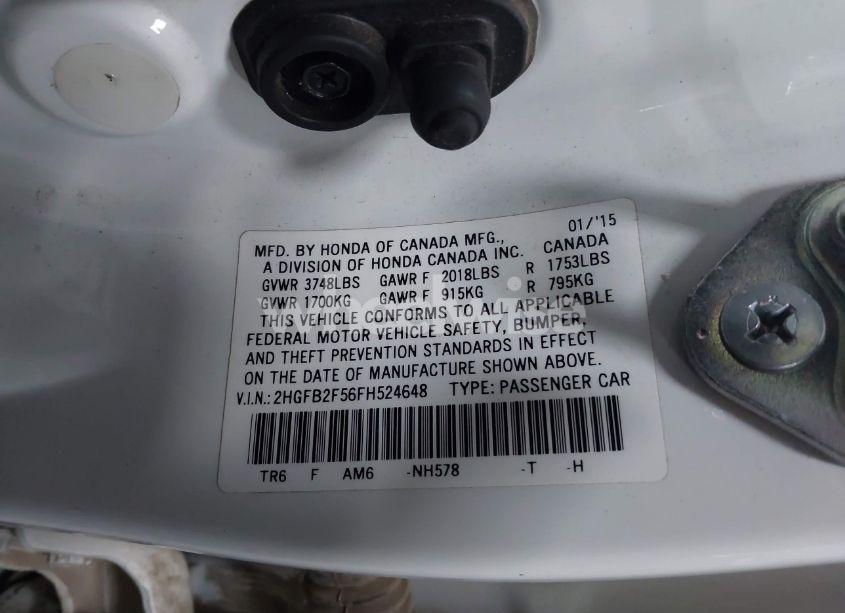 01/'15
MFD. BY HONDA OF CANADA MFG.,
A DIVISION OF HONDA CANADA INC. CANADA
GVWR 3748LBS GAWR F 2018LBS R 1753LBS
GVWR 1700KG GAWR F 915KG R 795KG
THIS VEHICLE CONFORMS TO ALL APPLICABLE
FEDERAL MOTOR VEHICLE SAFETY, BUMPER,
AND THEFT PREVENTION STANDARDS IN EFFECT
ON THE DATE OF MANUFACTURE SHOWN ABOVE.
V.I.N.: 2HGFB2F56FH524648 TYPE: PASSENGER CAR
TR6 F AM6 -NH578 -T -H